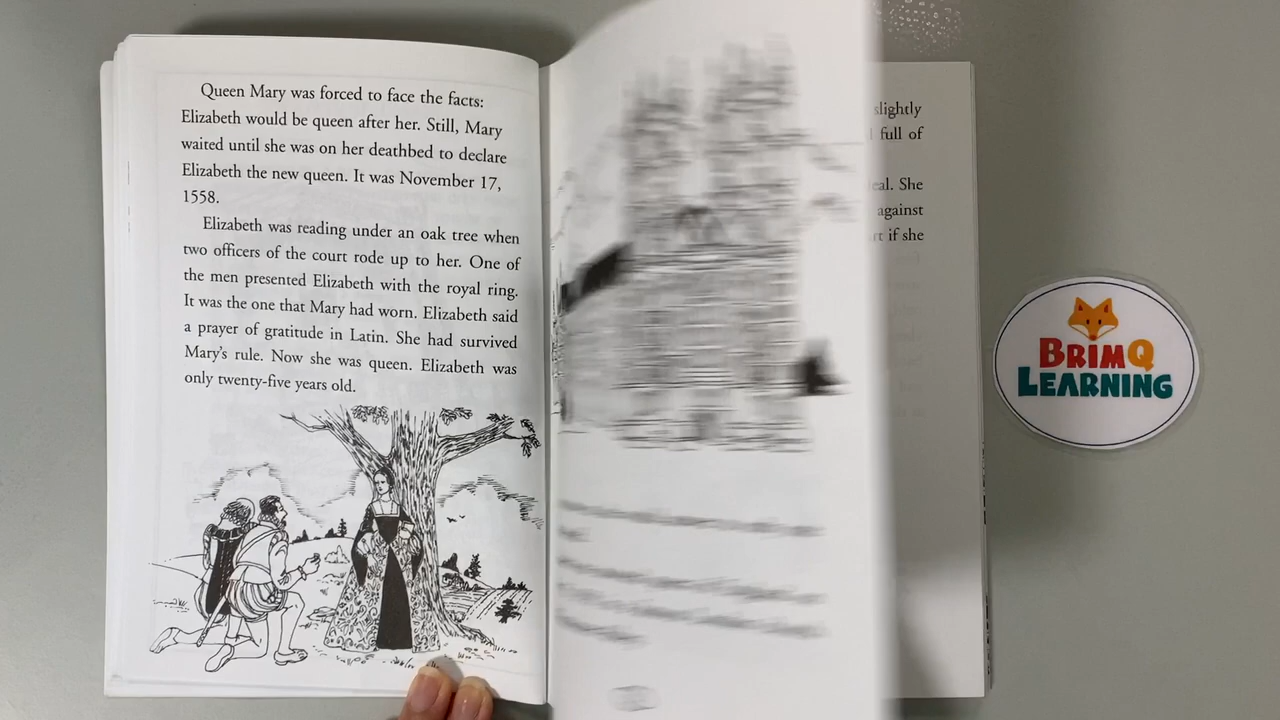 Queen Mary was forced to face the facts:
Elizabeth would be queen after her. Still, Mary
waited until she was on her deathbed to declare
Elizabeth the new queen. It was November 17,
1558.
Elizabeth was reading under an oak tree when
two officers of the court rode up to her. One of
the men presented Elizabeth with the royal ring.
It was the one that Mary had worn. Elizabeth said
a prayer of gratitude in Latin. She had survived
Mary's rule. Now she was queen. Elizabeth was
only twenty-five years old.
slightly
full of
She
against
if she
BRIMQ
LEARNING